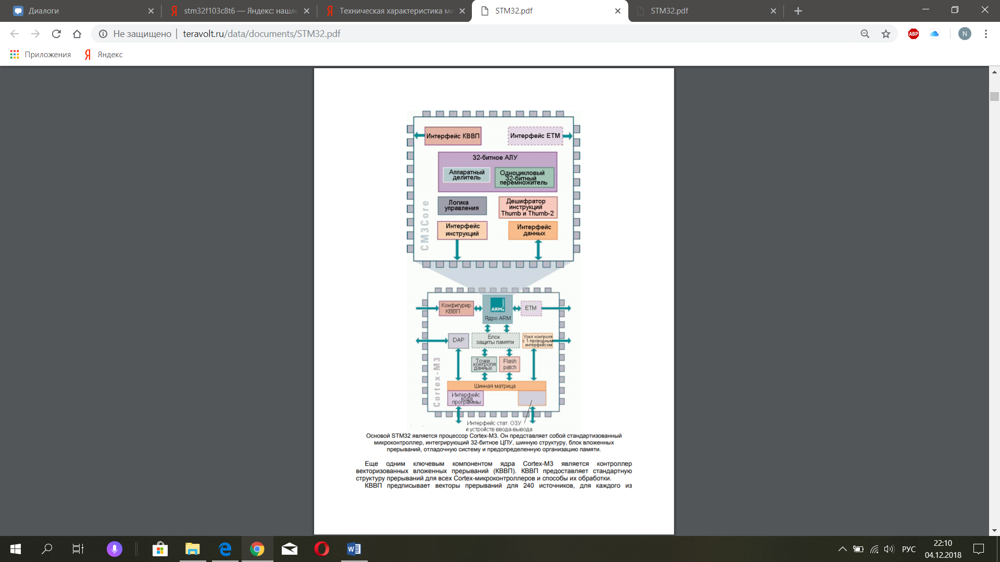 Диалоги
stm32f103c8t6 — Яндекс: нашло
Техническая характеристика ми
STM32.pdf
STM32.pdf
Не защищено
teravolt.ru/data/documents/STM32.pdf
ABP
N
Приложения
Яндекс
Интерфейс КВВП
Интерфейс ETM
32-битное АЛУ
Аппаратный
делитель
Одноцикловый
32-битный
перемножитель
Логика
управления
Дешифратор
инструкций
Thumb и Thumb-2
Интерфейс
инструкций
Интерфейс
данных
CM3Core
Конфигурир.
КВВП
ARM
Ядро ARM
ETM
DAP
Блок
защиты памяти
Узел контроля
с 1-проводным
интерфейсом
Точки
контроля
данных
Flash
patch
Cortex-M3
Шинная матрица
Интерфейс
кода
программы
Интерфейс стат. ОЗУ
и устройств ввода-вывода
Основой STM32 является процессор Cortex-M3. Он представляет собой стандартизованный
микроконтроллер, интегрирующий 32-битное ЦПУ, шинную структуру, блок вложенных
прерываний, отладочную систему и предопределенную организацию памяти.
Еще одним ключевым компонентом ядра Cortex-M3 является контроллер
векторизованных вложенных прерываний (КВВП). КВВП предоставляет стандартную
структуру прерываний для всех Cortex-микроконтроллеров и способы их обработки.
КВВП предписывает векторы прерываний для 240 источников, для каждого из
РУС
22:10
04.12.2018